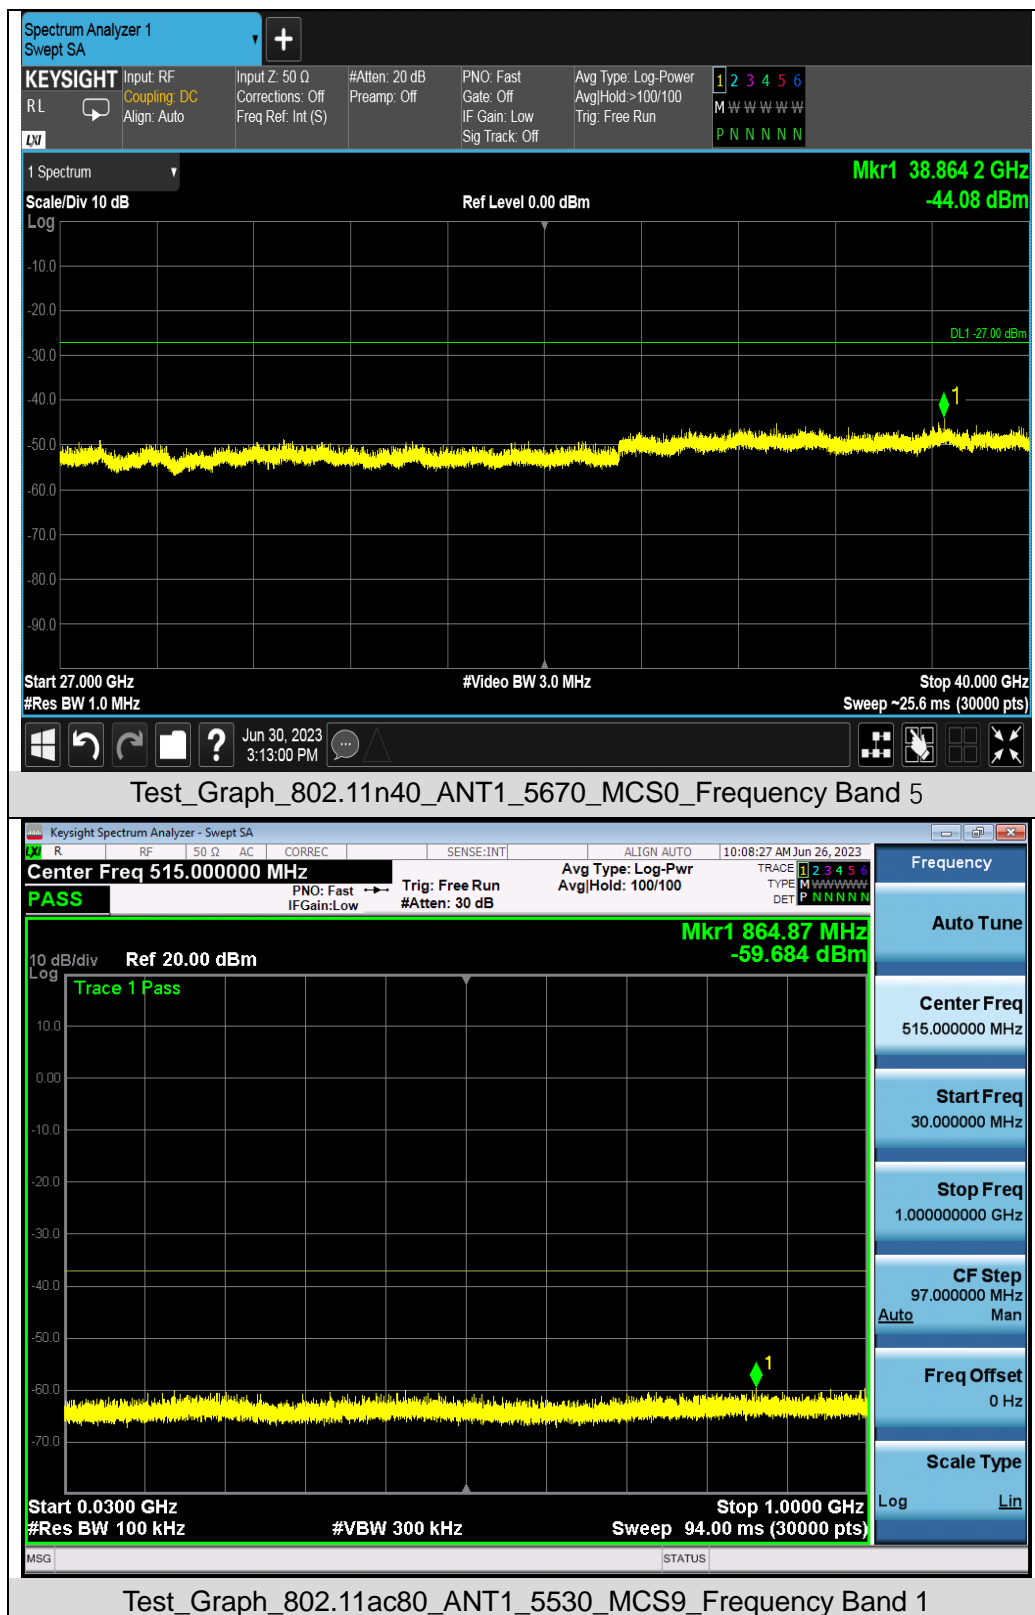 Spectrum Analyzer 1
Swept SA
KEYSIGHT
RL
LXI
Input: RF
Coupling: DC
Align: Auto
Input Z: 50 Ω
Corrections: Off
Freq Ref: Int (S)
#Atten: 20 dB
Preamp: Off
PNO: Fast
Gate: Off
IF Gain: Low
Sig Track: Off
Avg Type: Log-Power
Avg|Hold:>100/100
Trig: Free Run
1 2 3 4 5 6
M W W W W W
P N N N N N
1 Spectrum
Mkr1 38.864 2 GHz
Scale/Div 10 dB
Ref Level 0.00 dBm
-44.08 dBm
Log
-10.0
-20.0
DL1 -27.00 dBm
-30.0
-40.0
1
-50.0
-60.0
-70.0
-80.0
-90.0
Start 27.000 GHz
#Video BW 3.0 MHz
Stop 40.000 GHz
#Res BW 1.0 MHz
Sweep ~25.6 ms (30000 pts)
?
Jun 30, 2023
3:13:00 PM
Test_Graph_802.11n40_ANT1_5670_MCS0_Frequency Band 5
Keysight Spectrum Analyzer - Swept SA
LXI R RF 50 Ω AC CORREC SENSE:INT ALIGN AUTO 10:08:27 AM Jun 26, 2023
Center Freq 515.000000 MHz
PASS
PNO: Fast
IFGain:Low
Trig: Free Run
#Atten: 30 dB
Avg Type: Log-Pwr
Avg|Hold: 100/100
TRACE 1 2 3 4 5 6
TYPE M W W W W W
DET P N N N N N
Mkr1 864.87 MHz
-59.684 dBm
10 dB/div Ref 20.00 dBm
Log
Trace 1 Pass
10.0
0.00
-10.0
-20.0
-30.0
-40.0
-50.0
1
-60.0
-70.0
Start 0.0300 GHz
Stop 1.0000 GHz
#Res BW 100 kHz
#VBW 300 kHz
Sweep 94.00 ms (30000 pts)
MSG
STATUS
Frequency
Auto Tune
Center Freq
515.000000 MHz
Start Freq
30.000000 MHz
Stop Freq
1.000000000 GHz
CF Step
97.000000 MHz
Auto Man
Freq Offset
0 Hz
Scale Type
Log Lin
Test_Graph_802.11ac80_ANT1_5530_MCS9_Frequency Band 1